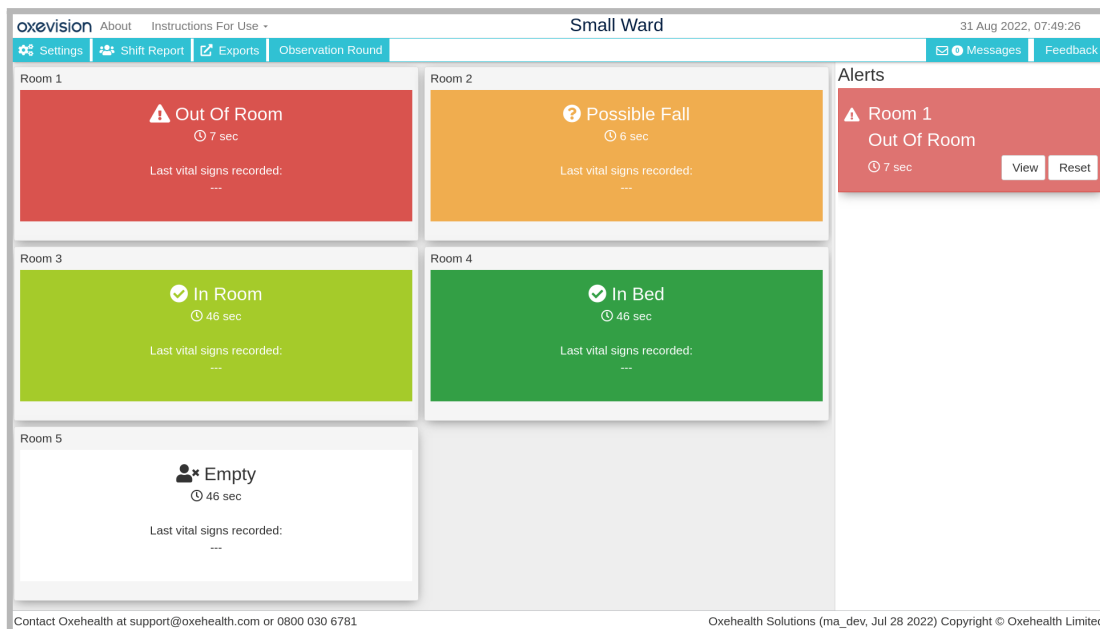 oxevision About Instructions For Use
Small Ward
31 Aug 2022, 07:49:26
Settings Shift Report Exports Observation Round
0 Messages Feedback
Room 1
Out Of Room
7 sec
Last vital signs recorded:
---
Room 2
Possible Fall
6 sec
Last vital signs recorded:
---
Room 3
In Room
46 sec
Last vital signs recorded:
---
Room 4
In Bed
46 sec
Last vital signs recorded:
---
Room 5
Empty
46 sec
Last vital signs recorded:
---
Alerts
Room 1
Out Of Room
7 sec View Reset
Contact Oxehealth at support@oxehealth.com or 0800 030 6781
Oxehealth Solutions (ma_dev, Jul 28 2022) Copyright © Oxehealth Limited